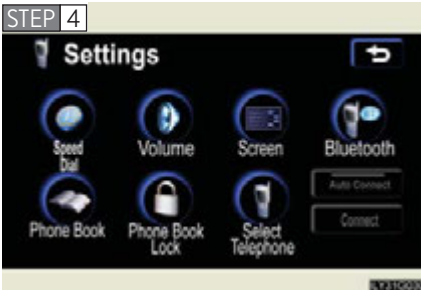 STEP 4
Settings
Speed Dial
Volume
Screen
Bluetooth
Auto Connect
Phone Book
Phone Book Lock
Select Telephone
Connect